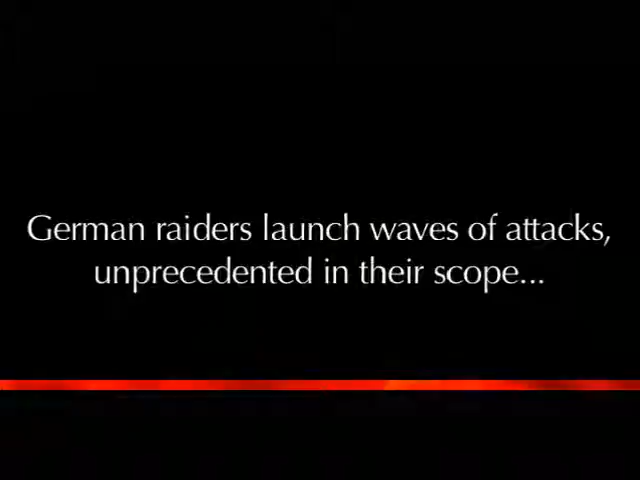 German raiders launch waves of attacks,
unprecedented in their scope...